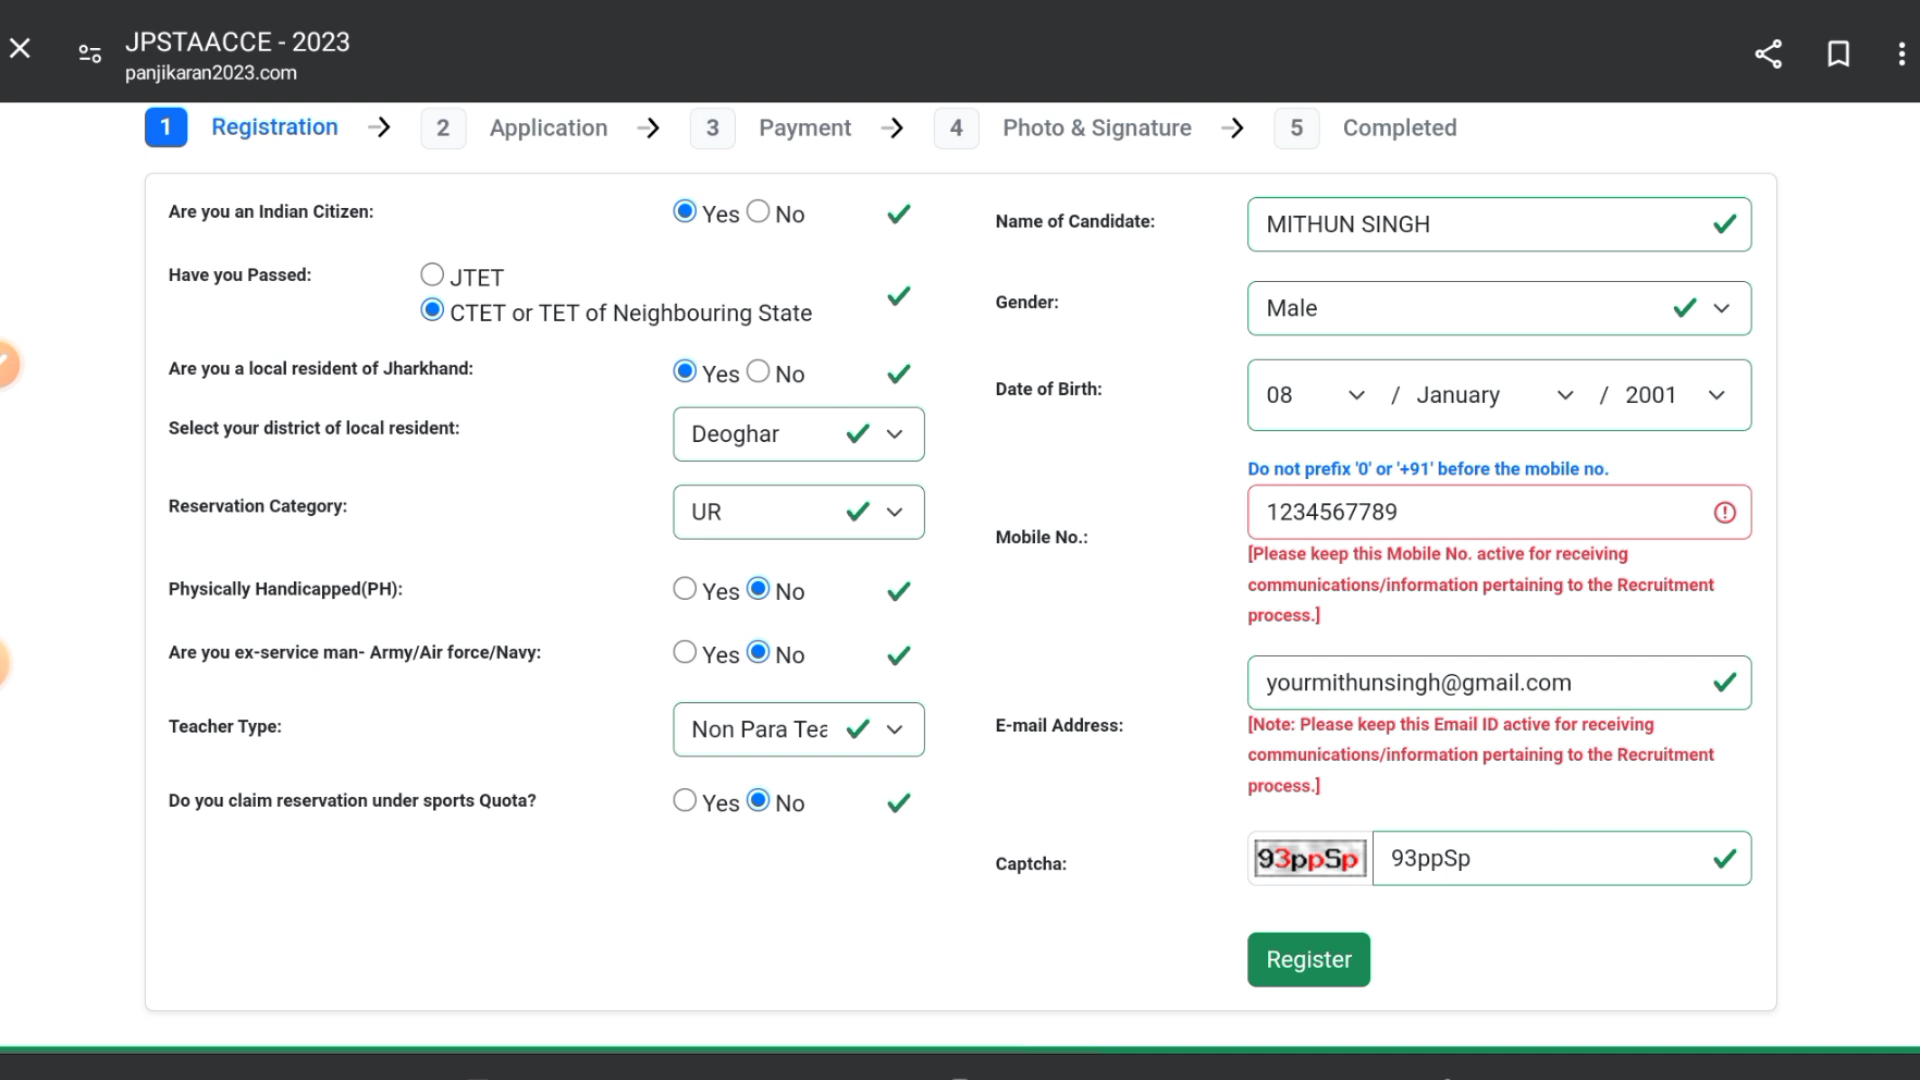 JPSTAACCE - 2023
panjikaran2023.com
1 Registration → 2 Application → 3 Payment → 4 Photo & Signature → 5 Completed
Are you an Indian Citizen: Yes No
Have you Passed: JTET
CTET or TET of Neighbouring State
Are you a local resident of Jharkhand: Yes No
Select your district of local resident: Deoghar
Reservation Category: UR
Physically Handicapped(PH): Yes No
Are you ex-service man- Army/Air force/Navy: Yes No
Teacher Type: Non Para Tea
Do you claim reservation under sports Quota? Yes No
Name of Candidate: MITHUN SINGH
Gender: Male
Date of Birth: 08 / January / 2001
Do not prefix '0' or '+91' before the mobile no.
Mobile No.: 1234567789
[Please keep this Mobile No. active for receiving
communications/information pertaining to the Recruitment
process.]
E-mail Address: yourmithunsingh@gmail.com
[Note: Please keep this Email ID active for receiving
communications/information pertaining to the Recruitment
process.]
Captcha: 93ppSp 93ppSp
Register